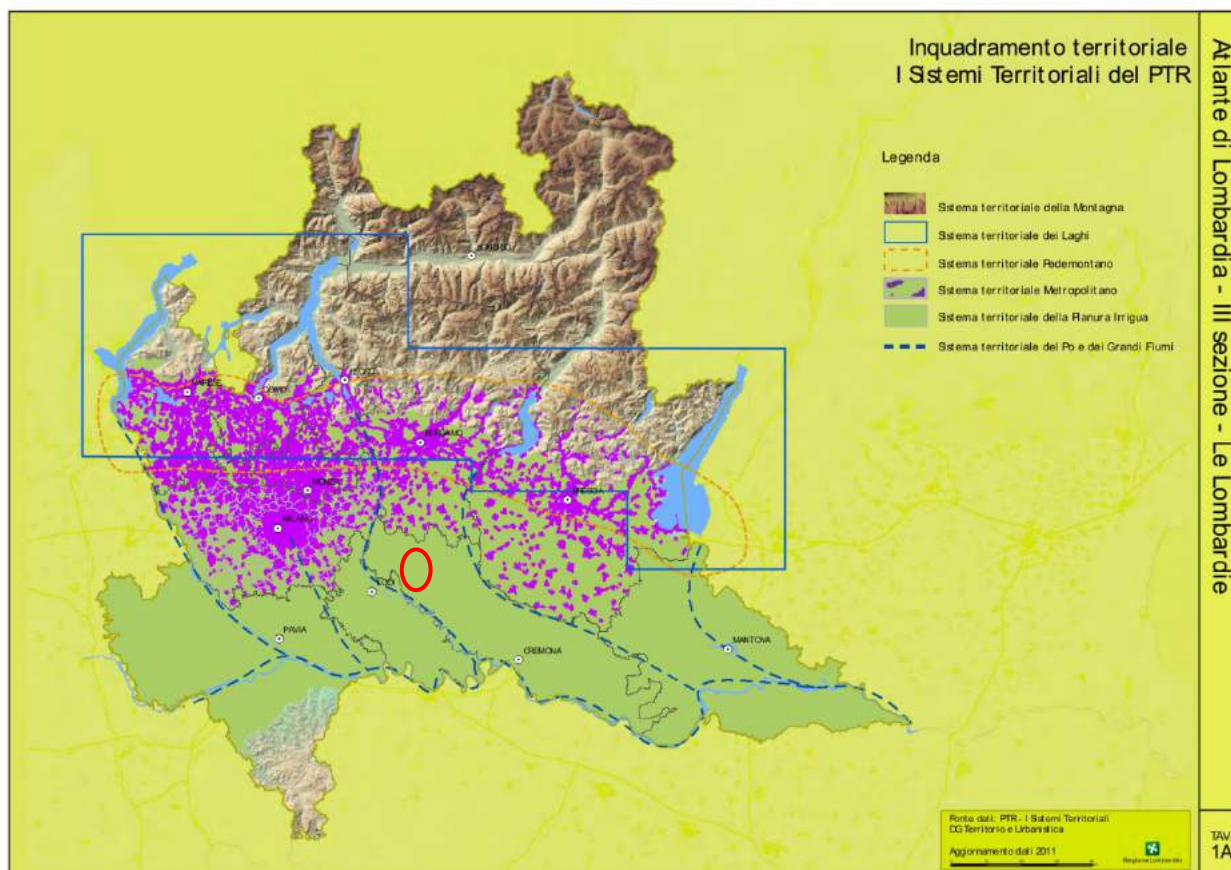 Inquadramento territoriale
I Sistemi Territoriali del PTR
Legenda
Sistema territoriale della Montagna
Sistema territoriale dei Laghi
Sistema territoriale Pedemontano
Sistema territoriale Metropolitano
Sistema territoriale della Pianura Irrigua
Sistema territoriale del Po e dei Grandi Fiumi
SONDRIO
LECCO
VARESE
COMO
BERGAMO
MONZA
BRESCIA
MILANO
LODI
PAVIA
MANTOVA
CREMONA
Fonte dati: PTR - I Sistemi Territoriali
DG Territorio e Urbanistica
Aggiornamento dati 2011
Regione Lombardia
Atlante di Lombardia - III sezione - Le Lombardie
TAV.
1A